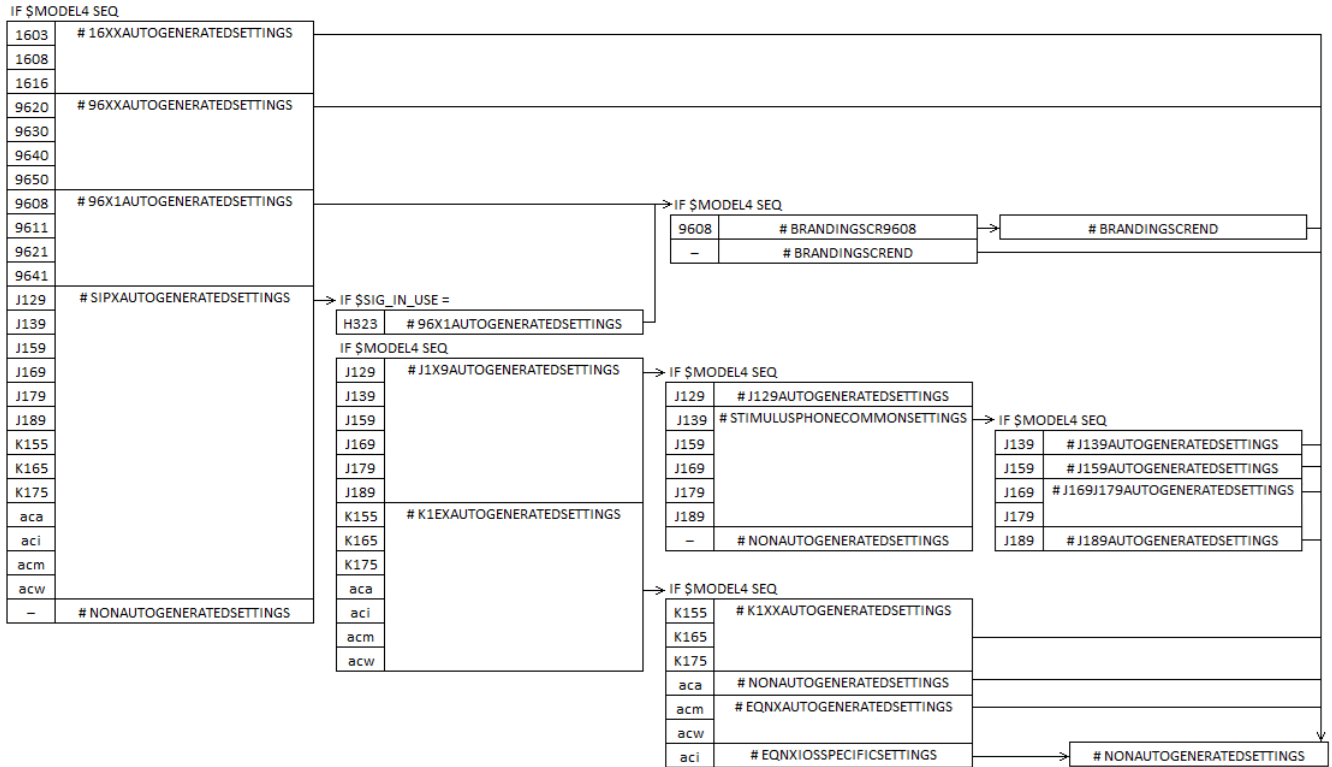 IF $MODEL4 SEQ
1603 # 16XXAUTOGENERATEDSETTINGS
1608
1616
9620 # 96XXAUTOGENERATEDSETTINGS
9630
9640
9650
9608 # 96X1AUTOGENERATEDSETTINGS
9611
9621
9641
J129 # SIPXAUTOGENERATEDSETTINGS
J139
J159
J169
J179
J189
K155
K165
K175
aca
aci
acm
acw
– # NONAUTOGENERATEDSETTINGS
IF $SIG_IN_USE =
H323 # 96X1AUTOGENERATEDSETTINGS
IF $MODEL4 SEQ
J129 # J1X9AUTOGENERATEDSETTINGS
J139
J159
J169
J179
J189
K155 # K1EXAUTOGENERATEDSETTINGS
K165
K175
aca
aci
acm
acw
IF $MODEL4 SEQ
9608 # BRANDINGSCR9608 # BRANDINGSCREND
– # BRANDINGSCREND
IF $MODEL4 SEQ
J129 # J129AUTOGENERATEDSETTINGS
J139 # STIMULUSPHONECOMMONSETTINGS
J159
J169
J179
J189
– # NONAUTOGENERATEDSETTINGS
IF $MODEL4 SEQ
J139 # J139AUTOGENERATEDSETTINGS
J159 # J159AUTOGENERATEDSETTINGS
J169 # J169J179AUTOGENERATEDSETTINGS
J179
J189 # J189AUTOGENERATEDSETTINGS
IF $MODEL4 SEQ
K155 # K1XXAUTOGENERATEDSETTINGS
K165
K175
aca # NONAUTOGENERATEDSETTINGS
acm # EQNXAUTOGENERATEDSETTINGS
acw
aci # EQNXIOSSPECIFICSETTINGS # NONAUTOGENERATEDSETTINGS